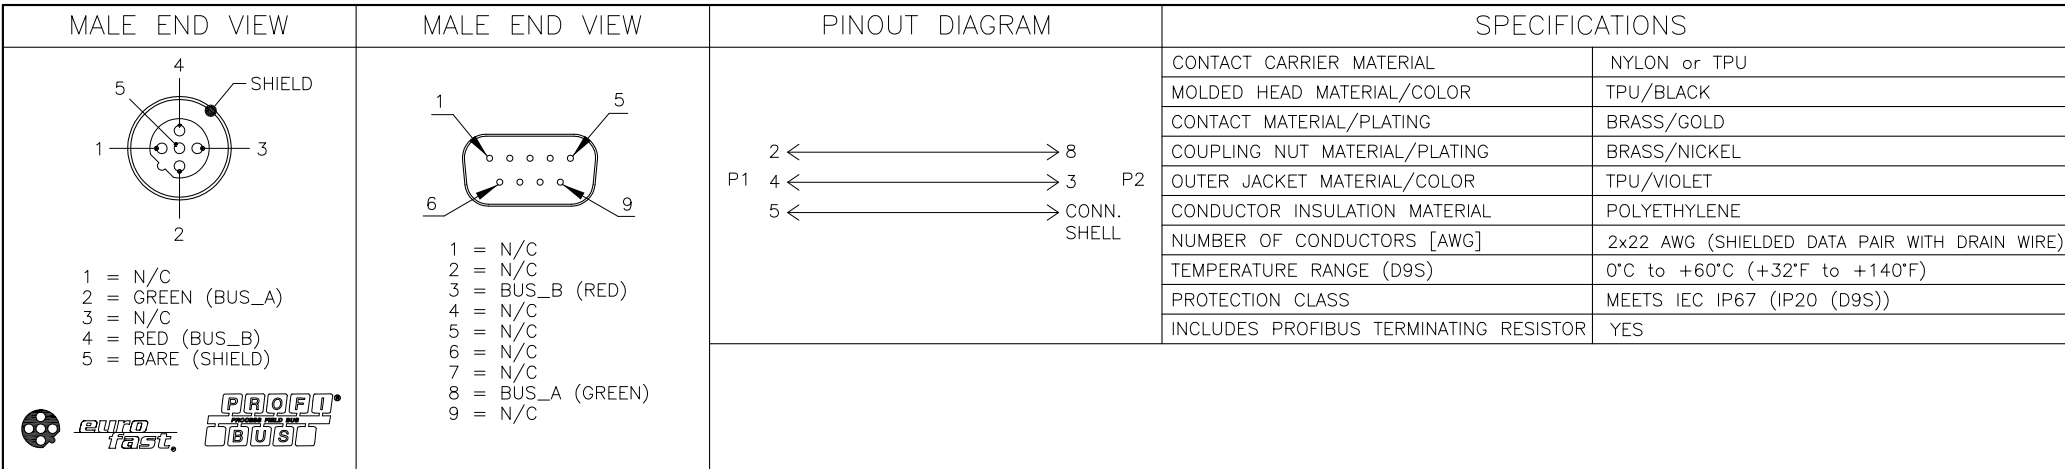 MALE END VIEW
4
5
SHIELD
1
3
2
1 = N/C
2 = GREEN (BUS_A)
3 = N/C
4 = RED (BUS_B)
5 = BARE (SHIELD)
euro
fast®
PROFI®
PROCESS FIELD BUS
BUS
MALE END VIEW
1
5
6
9
1 = N/C
2 = N/C
3 = BUS_B (RED)
4 = N/C
5 = N/C
6 = N/C
7 = N/C
8 = BUS_A (GREEN)
9 = N/C
PINOUT DIAGRAM
2 8
P1 4 3 P2
5 CONN.
SHELL
SPECIFICATIONS
CONTACT CARRIER MATERIAL NYLON or TPU
MOLDED HEAD MATERIAL/COLOR TPU/BLACK
CONTACT MATERIAL/PLATING BRASS/GOLD
COUPLING NUT MATERIAL/PLATING BRASS/NICKEL
OUTER JACKET MATERIAL/COLOR TPU/VIOLET
CONDUCTOR INSULATION MATERIAL POLYETHYLENE
NUMBER OF CONDUCTORS [AWG] 2x22 AWG (SHIELDED DATA PAIR WITH DRAIN WIRE)
TEMPERATURE RANGE (D9S) 0°C to +60°C (+32°F to +140°F)
PROTECTION CLASS MEETS IEC IP67 (IP20 (D9S))
INCLUDES PROFIBUS TERMINATING RESISTOR YES